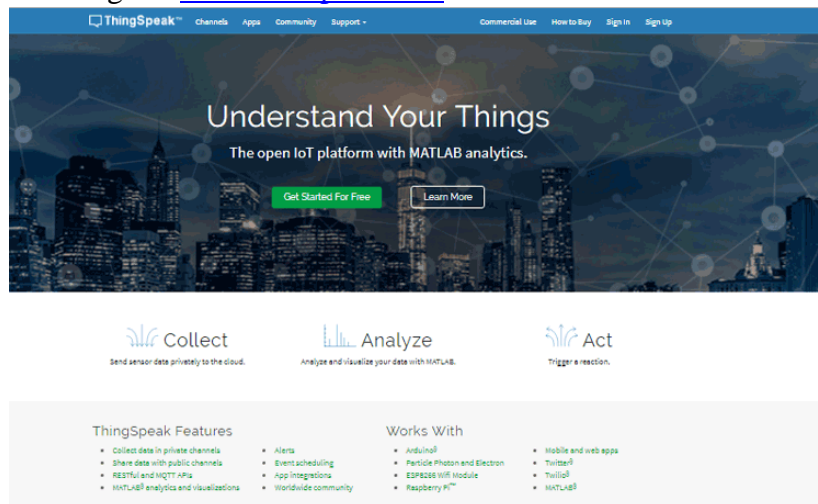 ThingSpeak™ Channels Apps Community Support Commercial Use How to Buy Sign In Sign Up
Understand Your Things
The open IoT platform with MATLAB analytics.
Get Started For Free Learn More
Collect
Send sensor data privately to the cloud.
Analyze
Analyze and visualize your data with MATLAB.
Act
Trigger a reaction.
ThingSpeak Features
Collect data in private channels
Share data with public channels
RESTful and MQTT APIs
MATLAB® analytics and visualizations
Alerts
Event scheduling
App integrations
Worldwide community
Works With
Arduino®
Particle Photon and Electron
ESP8266 Wifi Module
Raspberry Pi™
Mobile and web apps
Twitter®
Twilio®
MATLAB®